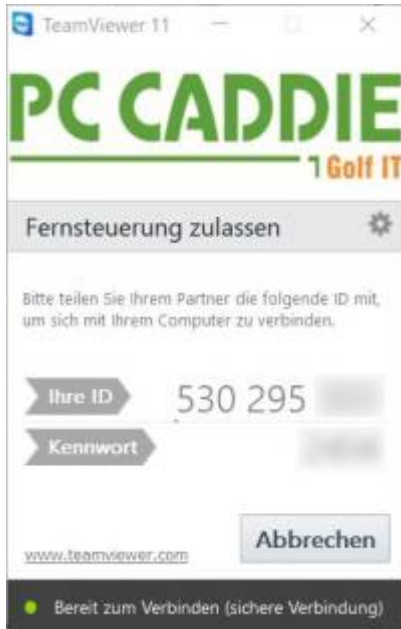 TeamViewer 11
PC CADDIE
Golf IT
Fernsteuerung zulassen
Bitte teilen Sie Ihrem Partner die folgende ID mit,
um sich mit Ihrem Computer zu verbinden.
Ihre ID 530 295
Kennwort
Abbrechen
www.teamviewer.com
Bereit zum Verbinden (sichere Verbindung)